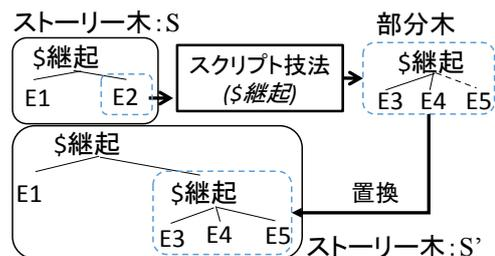 ストーリー木:S
$継起
E1
E2
スクリプト技法
($継起)
部分木
$継起
E3
E4
E5
$継起
E1
$継起
E3
E4
E5
置換
ストーリー木:S'